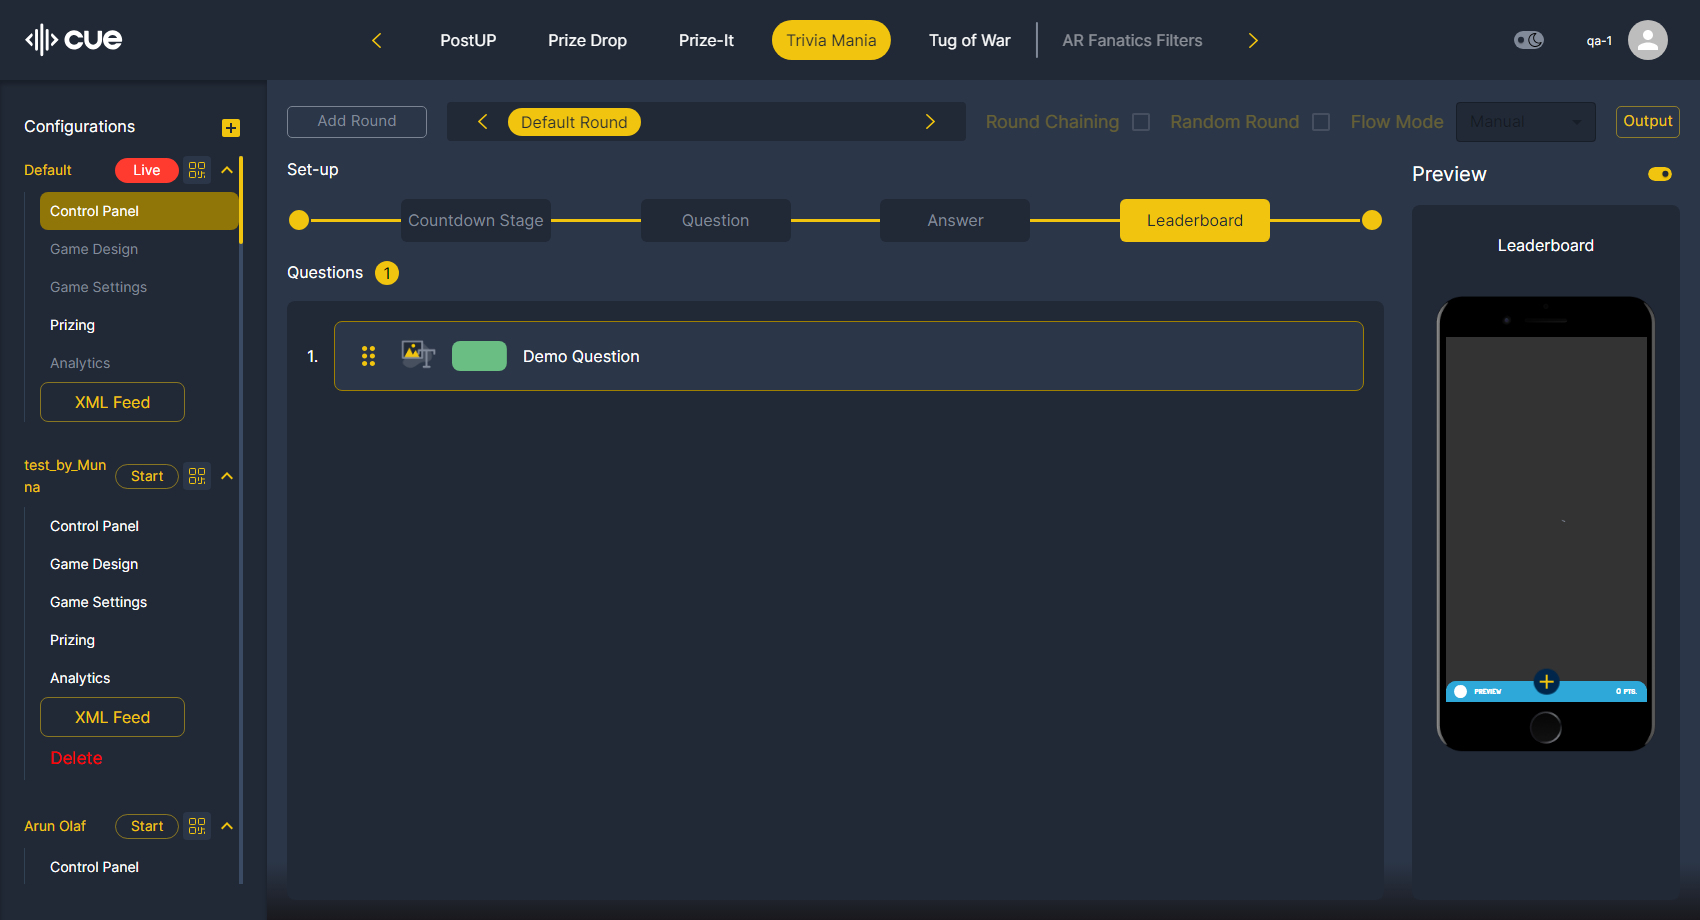 cue
PostUP
Prize Drop
Prize-It
Trivia Mania
Tug of War
AR Fanatics Filters
qa-1
Configurations
Default
Live
Control Panel
Game Design
Game Settings
Prizing
Analytics
XML Feed
test_by_Mun
na
Start
Control Panel
Game Design
Game Settings
Prizing
Analytics
XML Feed
Delete
Arun Olaf
Start
Control Panel
Add Round
Default Round
Round Chaining
Random Round
Flow Mode
Manual
Output
Set-up
Countdown Stage
Question
Answer
Leaderboard
Questions
1
1.
T
Demo Question
Preview
Leaderboard
PREVIEW
0 PTS.